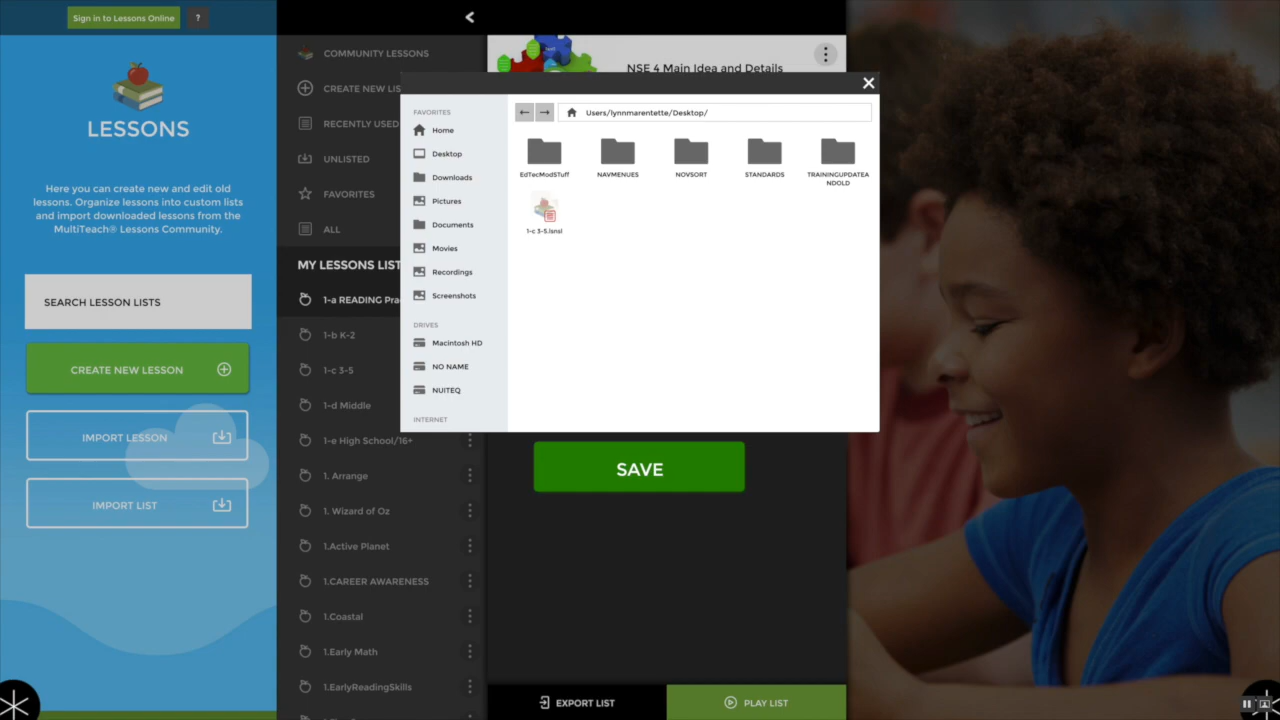 Sign in to Lessons Online
?
LESSONS
Here you can create new and edit old
lessons. Organize lessons into custom lists
and import downloaded lessons from the
MultiTeach® Lessons Community.
SEARCH LESSON LISTS
CREATE NEW LESSON
IMPORT LESSON
IMPORT LIST
COMMUNITY LESSONS
CREATE NEW LIS
RECENTLY USED
UNLISTED
FAVORITES
ALL
MY LESSONS LIST
1-a READING Pra
1-b K-2
1-c 3-5
1-d Middle
1-e High School/16+
1. Arrange
1. Wizard of Oz
1.Active Planet
1.CAREER AWARENESS
1.Coastal
1.Early Math
1.EarlyReadingSkills
NSE 4 Main Idea and Details
FAVORITES
Home
Desktop
Downloads
Pictures
Documents
Movies
Recordings
Screenshots
DRIVES
Macintosh HD
NO NAME
NUITEQ
INTERNET
Users/lynnmarentette/Desktop/
EdTecModSTuff
NAVMENUES
NOVSORT
STANDARDS
TRAININGUPDATEA
NDOLD
1-c 3-5.lsnsl
SAVE
EXPORT LIST
PLAY LIST